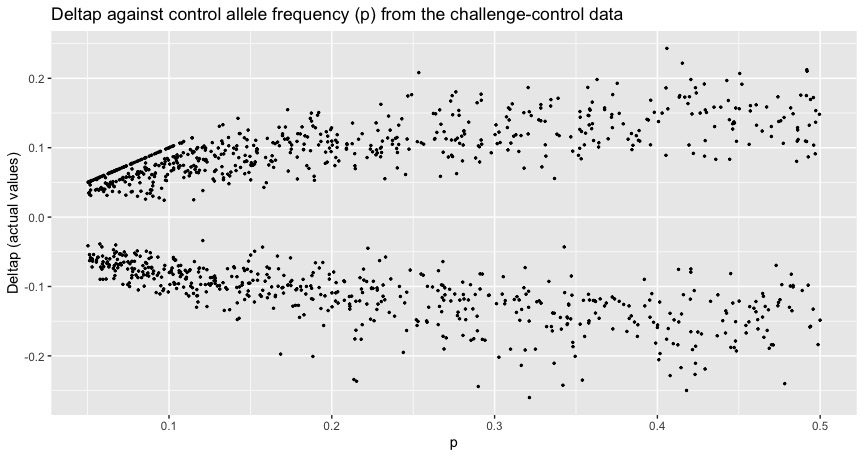 Deltap against control allele frequency (p) from the challenge-control data
Deltap (actual values)
0.2
0.1
0.0
-0.1
-0.2
0.1 0.2 0.3 0.4 0.5
p